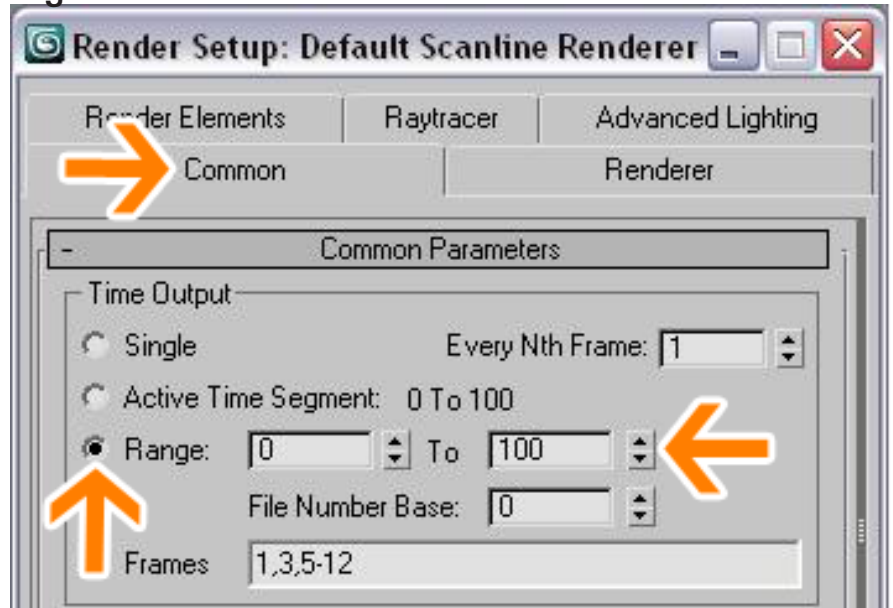 Render Setup: Default Scanline Renderer
Render Elements Raytracer Advanced Lighting
Common Renderer
- Common Parameters
Time Output
Single Every Nth Frame: 1
Active Time Segment: 0 To 100
Range: 0 To 100
File Number Base: 0
Frames 1,3,5-12